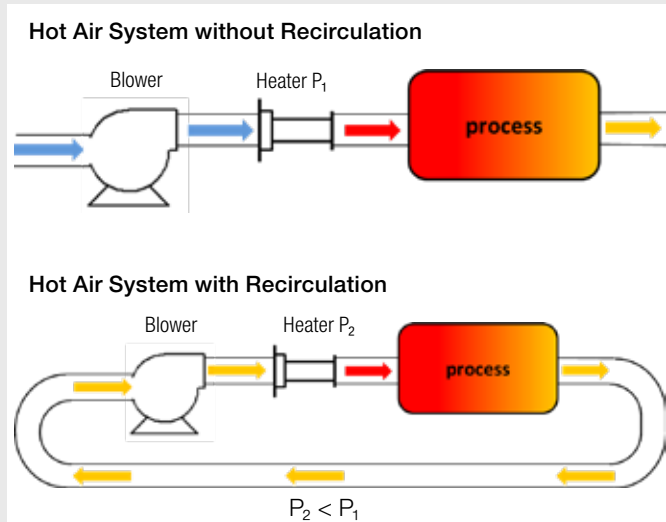 Hot Air System without Recirculation
Blower
Heater P₁
process
Hot Air System with Recirculation
Blower
Heater P₂
process
P₂ < P₁